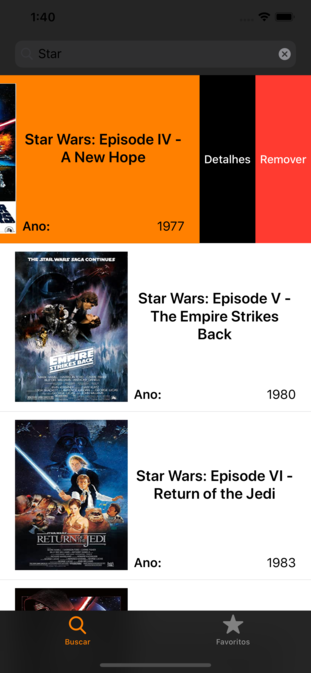 1:40
Star
Star Wars: Episode IV -
A New Hope
Ano:
1977
Detalhes
Remover
THE STAR WARS SAGA CONTINUES
THE
EMPIRE
STRIKES BACK
Star Wars: Episode V -
The Empire Strikes
Back
Ano:
1980
RETURN OF THE JEDI
Star Wars: Episode VI -
Return of the Jedi
Ano:
1983
Buscar
Favoritos